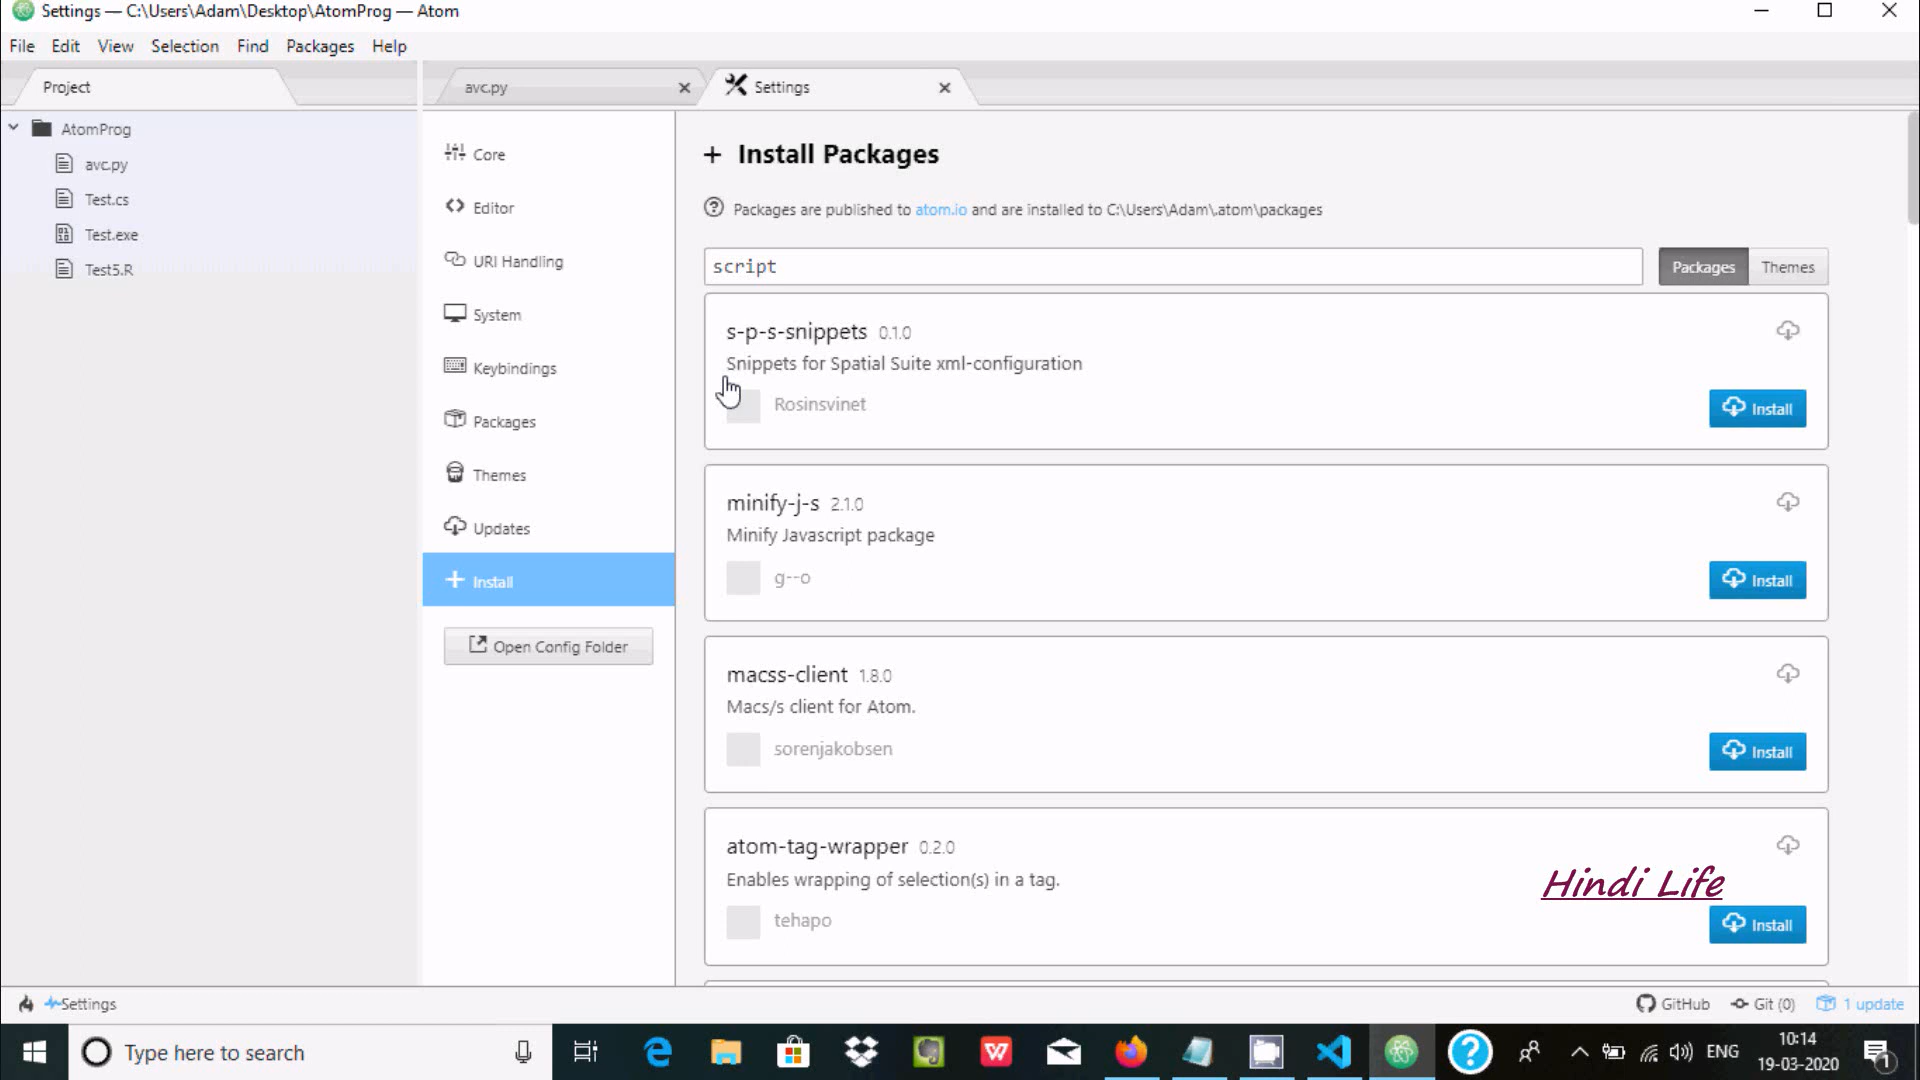 Settings — C:\Users\Adam\Desktop\AtomProg — Atom
File Edit View Selection Find Packages Help
Project
avc.py
Settings
AtomProg
avc.py
Test.cs
Test.exe
Test5.R
Core
Editor
URI Handling
System
Keybindings
Packages
Themes
Updates
Install
Open Config Folder
Install Packages
Packages are published to atom.io and are installed to C:\Users\Adam\.atom\packages
script
Packages Themes
s-p-s-snippets 0.1.0
Snippets for Spatial Suite xml-configuration
Rosinsvinet
Install
minify-j-s 2.1.0
Minify Javascript package
g--o
Install
macss-client 1.8.0
Macs/s client for Atom.
sorenjakobsen
Install
atom-tag-wrapper 0.2.0
Enables wrapping of selection(s) in a tag.
tehapo
Hindi Life
Install
Settings
GitHub Git (0) 1 update
Type here to search
ENG
10:14
19-03-2020
1